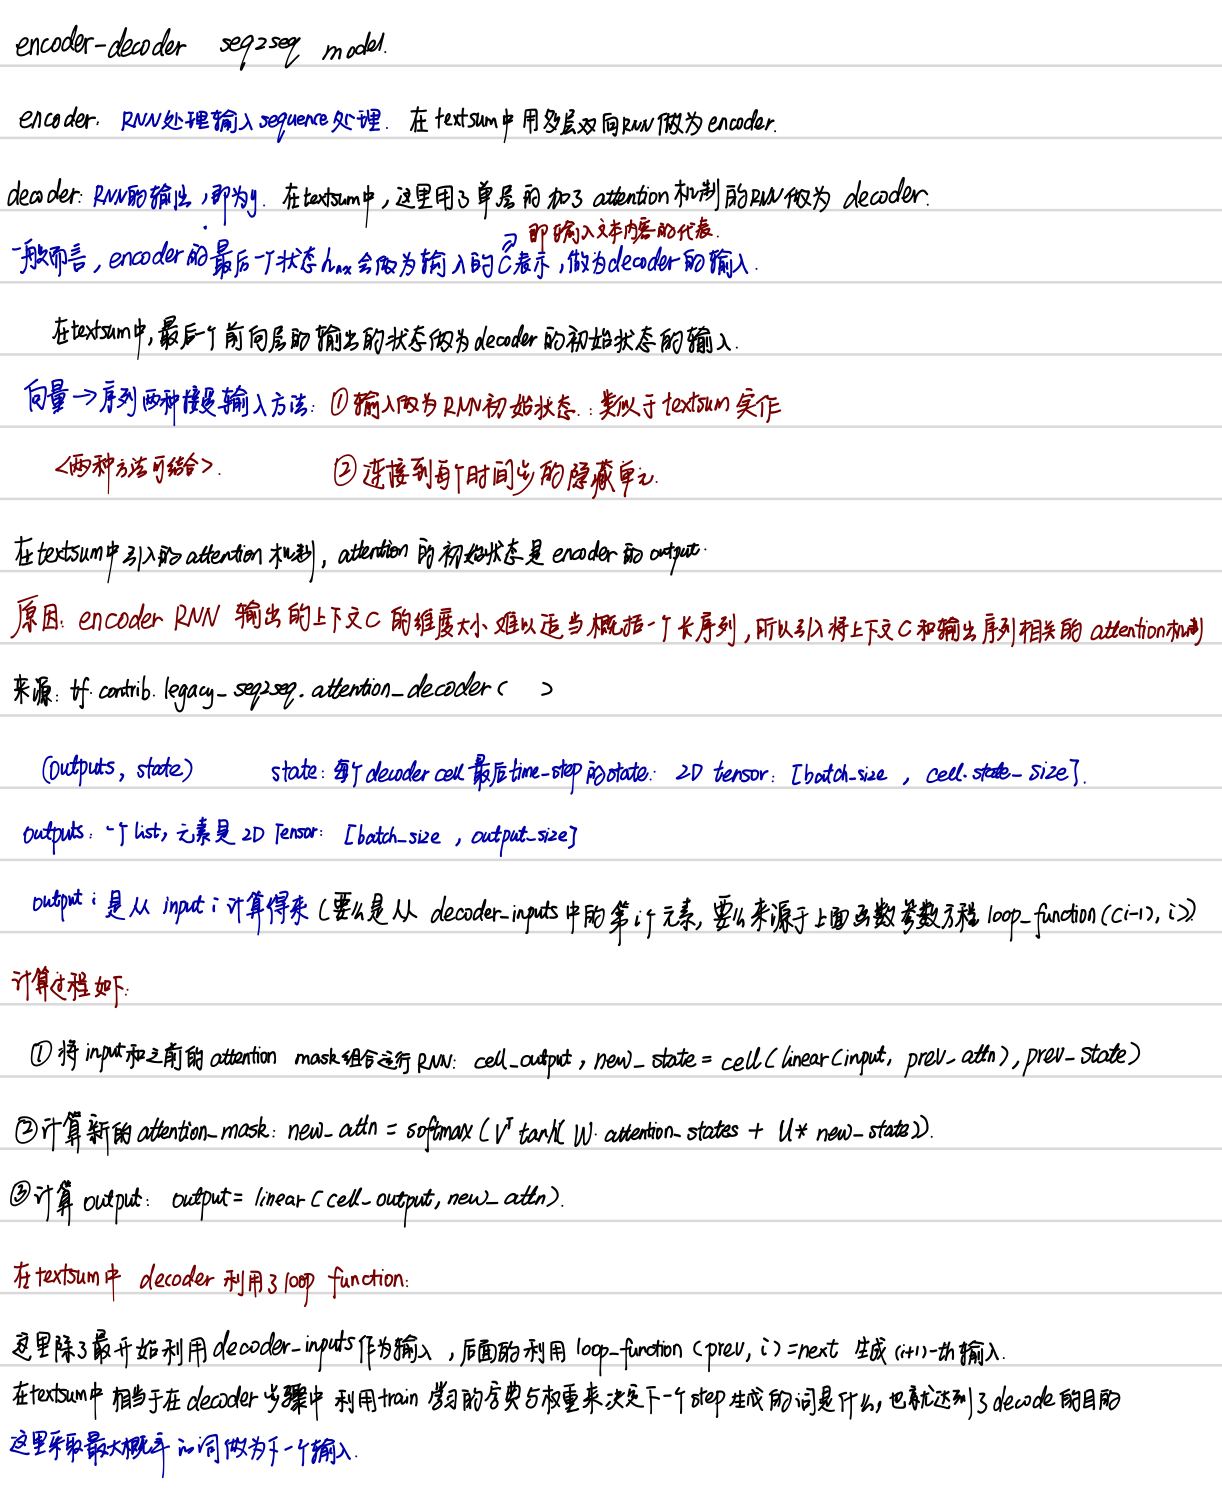 encoder-decoder seq2seq model.
encoder: RNN处理输入sequence处理. 在textsum中用多层双向RNN做为encoder.
decoder: RNN的输出,即为y. 在textsum中,这里用了单层的加了attention机制的RNN做为decoder.
即输入文本内容的代表.
一般而言, encoder的最后一个状态hnx会做为输入的C表示,做为decoder的输入.
在textsum中,最后一个前向层的输出的状态做为decoder的初始状态的输入.
向量→序列两种接受输入方法: ①输入做为RNN初始状态.:类似于textsum实作
<两种方法可结合>. ②连接到每个时间步的隐藏单元.
在textsum中引入的attention机制, attention的初始状态是encoder的output.
原因: encoder RNN 输出的上下文C的维度大小难以适当概括一个长序列,所以引入将上下文C和输出序列相关的attention机制
来源: tf.contrib.legacy_seq2seq.attention_decoder( )
(outputs, state) state: 每个decoder cell最后time-step的state: 2D tensor: [batch_size , cell.state_size].
outputs: 一个list,元素是2D Tensor: [batch_size , output_size]
output i 是从 input i 计算得来 (要么是从 decoder_inputs 中的第i个元素,要么来源于上面函数参数方程 loop_function(ci-1), i)).
计算过程如下:
①将input和之前的attention mask组合运行RNN: cell_output, new_state = cell(linear(input, prev_attn), prev_state)
②计算新的attention_mask: new_attn = softmax(V^T tanh( W· attention_states + U* new_state)).
③计算output: output = linear(cell_output, new_attn).
在textsum中 decoder 利用了loop function:
这里除了最开始利用decoder_inputs作为输入,后面的利用 loop_function (prev, i) = next 生成 (i+1)-th输入.
在textsum中 相当于在decoder步骤中 利用train学习的字典与权重来决定下一个step生成的词是什么,也就达到了decode的目的
这里采取最大概率的词做为下一个输入.